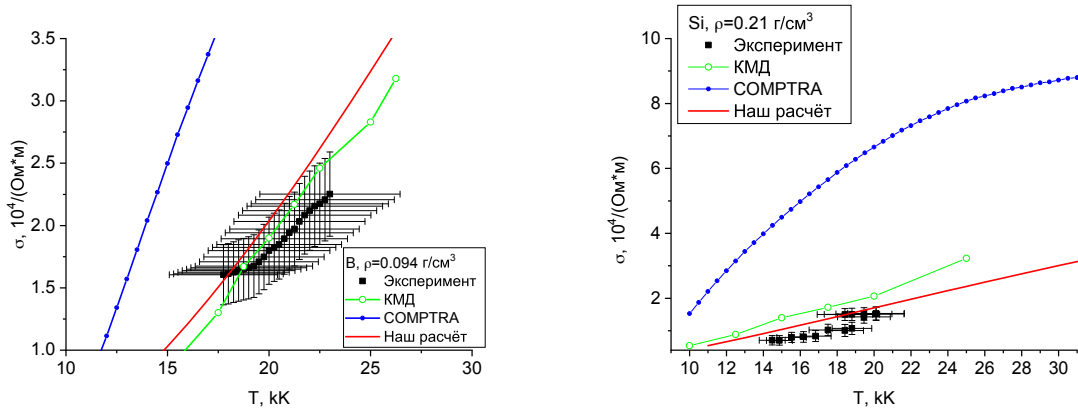 3.5
3.0
2.5
2.0
1.5
1.0
10
15
20
25
30
σ, 10⁴/(Ом*м)
T, kK
B, ρ=0.094 г/см³
Эксперимент
КМД
COMPTRA
Наш расчёт
Si, ρ=0.21 г/см³
Эксперимент
КМД
COMPTRA
Наш расчёт
10
8
6
4
2
10
12
14
16
18
20
22
24
26
28
30
σ, 10⁴/(Ом*м)
T, kK